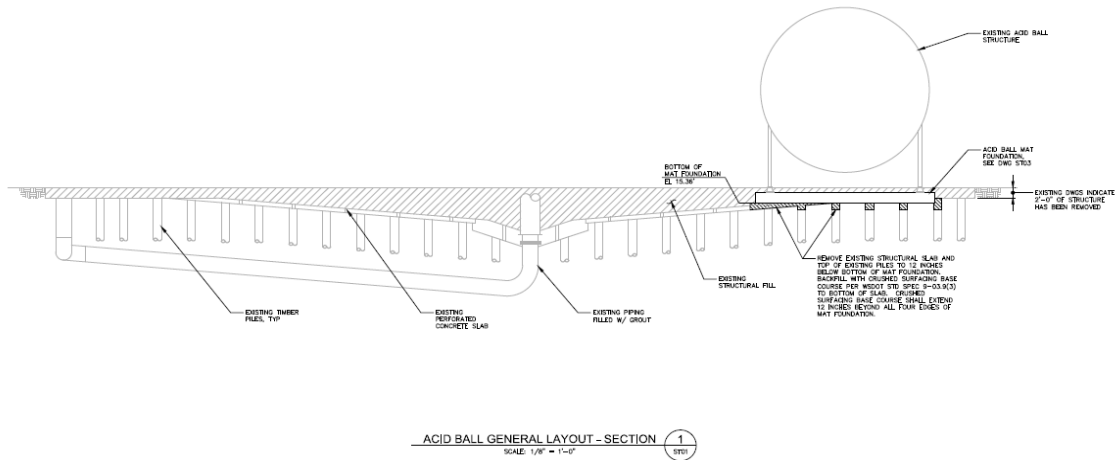 EXISTING ACID BALL
STRUCTURE
ACID BALL MAT
FOUNDATION,
SEE DWG ST03
BOTTOM OF
MAT FOUNDATION
EL 15.36'
EXISTING DWGS INDICATE
2'-0" OF STRUCTURE
HAS BEEN REMOVED
REMOVE EXISTING STRUCTURAL SLAB AND
TOP OF EXISTING PILES TO 12 INCHES
BELOW BOTTOM OF MAT FOUNDATION.
BACKFILL WITH CRUSHED SURFACING BASE
COURSE PER WSDOT STD SPEC 9-03.9(3)
TO BOTTOM OF SLAB. CRUSHED
SURFACING BASE COURSE SHALL EXTEND
12 INCHES BEYOND ALL FOUR EDGES OF
MAT FOUNDATION.
EXISTING
STRUCTURAL FILL
EXISTING TIMBER
PILES, TYP
EXISTING
PERFORATED
CONCRETE SLAB
EXISTING PIPING
FILLED W/ GROUT
ACID BALL GENERAL LAYOUT - SECTION
1
ST01
SCALE: 1/8" = 1'-0"